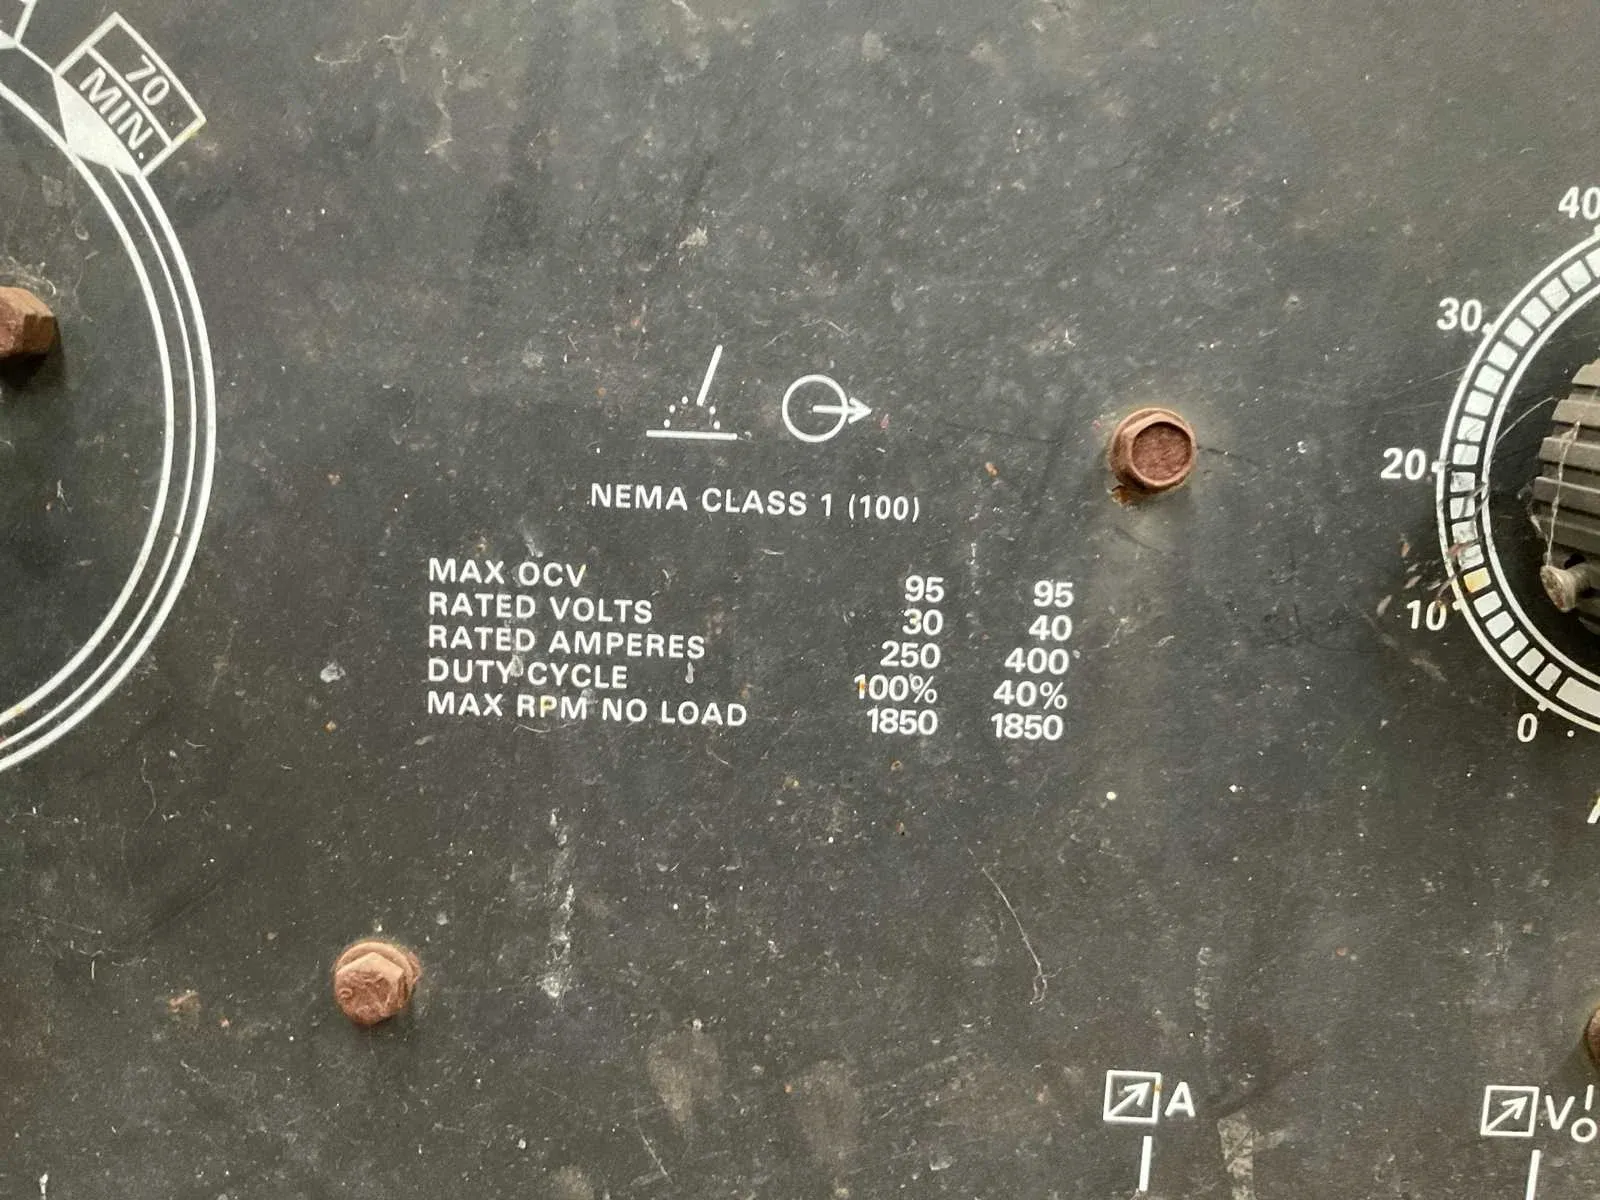 70
MIN.
40
30
20
10
0
NEMA CLASS 1 (100)
MAX OCV 95 95
RATED VOLTS 30 40
RATED AMPERES 250 400
DUTY CYCLE 100% 40%
MAX RPM NO LOAD 1850 1850
A
V